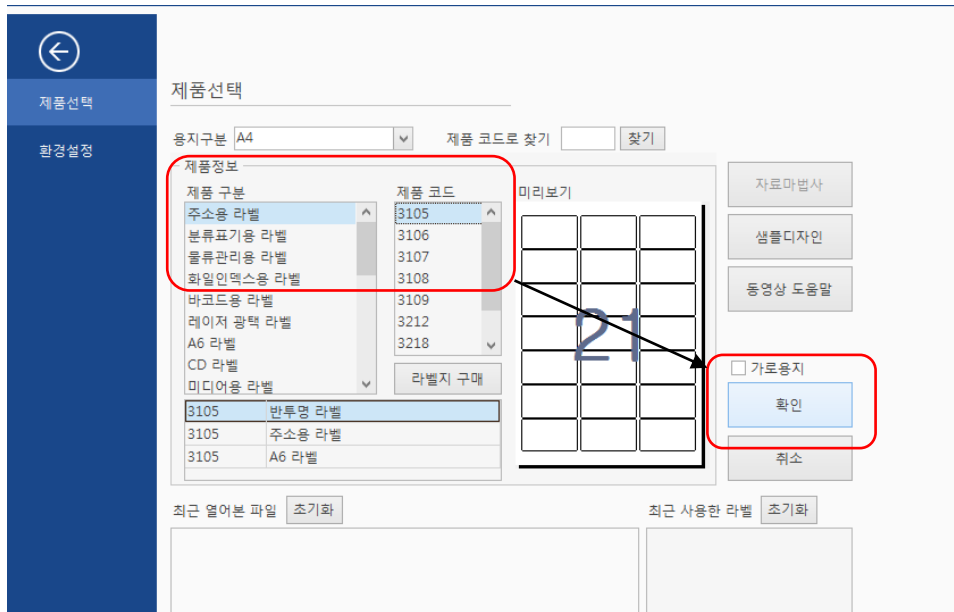 제품선택
환경설정
제품선택
용지구분 A4 제품 코드로 찾기 찾기
제품정보
제품 구분
주소용 라벨
분류표기용 라벨
물류관리용 라벨
화일인덱스용 라벨
바코드용 라벨
레이저 광택 라벨
A6 라벨
CD 라벨
미디어용 라벨
제품 코드
3105
3106
3107
3108
3109
3212
3218
라벨지 구매
미리보기
21
3105 반투명 라벨
3105 주소용 라벨
3105 A6 라벨
자료마법사
샘플디자인
동영상 도움말
가로용지
확인
취소
최근 열어본 파일 초기화
최근 사용한 라벨 초기화